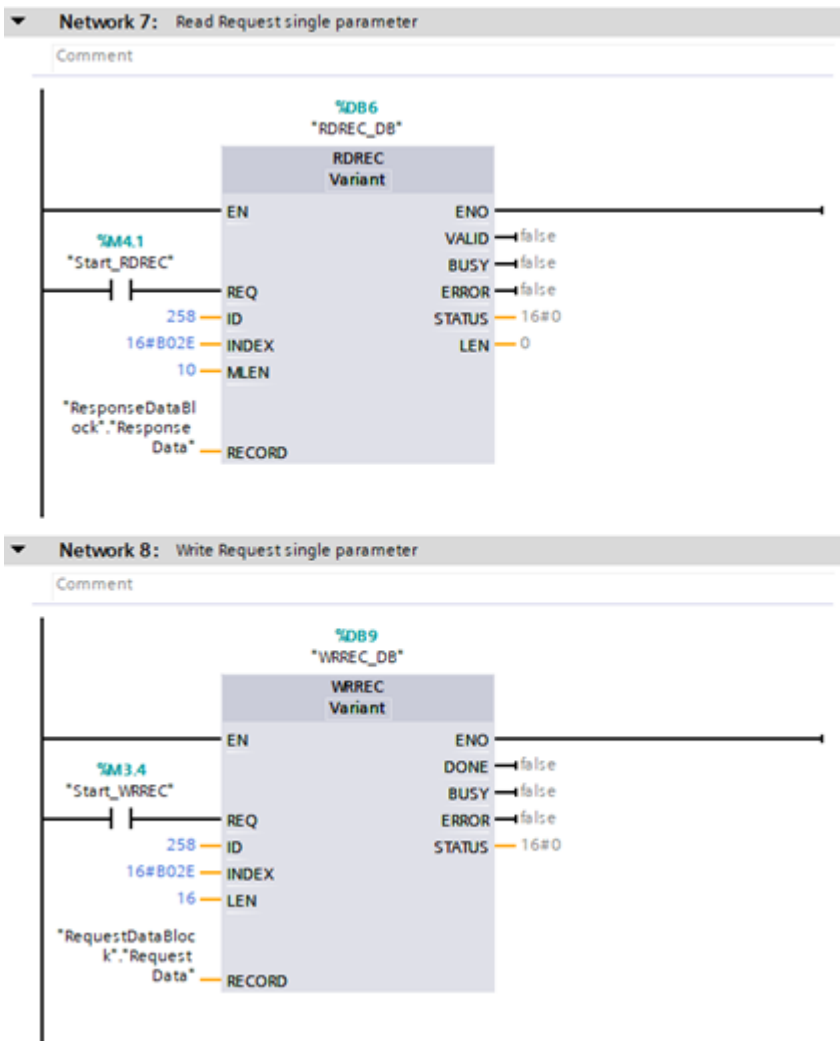 Network 7: Read Request single parameter
Comment
%DB6
"RDREC_DB"
RDREC
Variant
EN ENO
%M4.1 VALID false
"Start_RDREC" BUSY false
REQ ERROR false
258 ID STATUS 16#0
16#B02E INDEX LEN 0
10 MLEN
"ResponseDataBl
ock"."Response
Data" RECORD
Network 8: Write Request single parameter
Comment
%DB9
"WRREC_DB"
WRREC
Variant
EN ENO
%M3.4 DONE false
"Start_WRREC" BUSY false
REQ ERROR false
258 ID STATUS 16#0
16#B02E INDEX
16 LEN
"RequestDataBloc
k"."Request
Data" RECORD